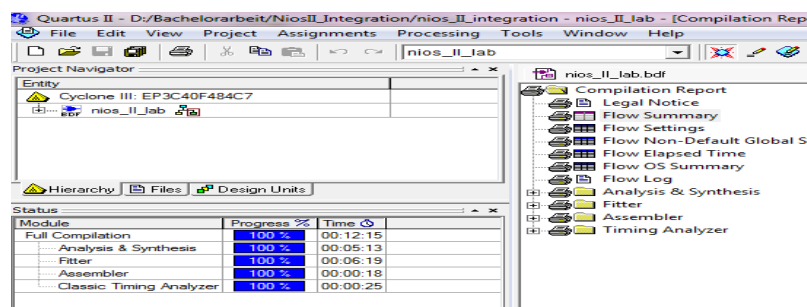 Quartus II - D:/Bachelorarbeit/NiosII_Integration/nios_II_integration - nios_II_lab - [Compilation Rep
File Edit View Project Assignments Processing Tools Window Help
nios_II_lab
Project Navigator
Entity
Cyclone III: EP3C40F484C7
nios_II_lab
Hierarchy Files Design Units
Status
Module Progress % Time
Full Compilation 100 % 00:12:15
Analysis & Synthesis 100 % 00:05:13
Fitter 100 % 00:06:19
Assembler 100 % 00:00:18
Classic Timing Analyzer 100 % 00:00:25
nios_II_lab.bdf
Compilation Report
Legal Notice
Flow Summary
Flow Settings
Flow Non-Default Global S
Flow Elapsed Time
Flow OS Summary
Flow Log
Analysis & Synthesis
Fitter
Assembler
Timing Analyzer